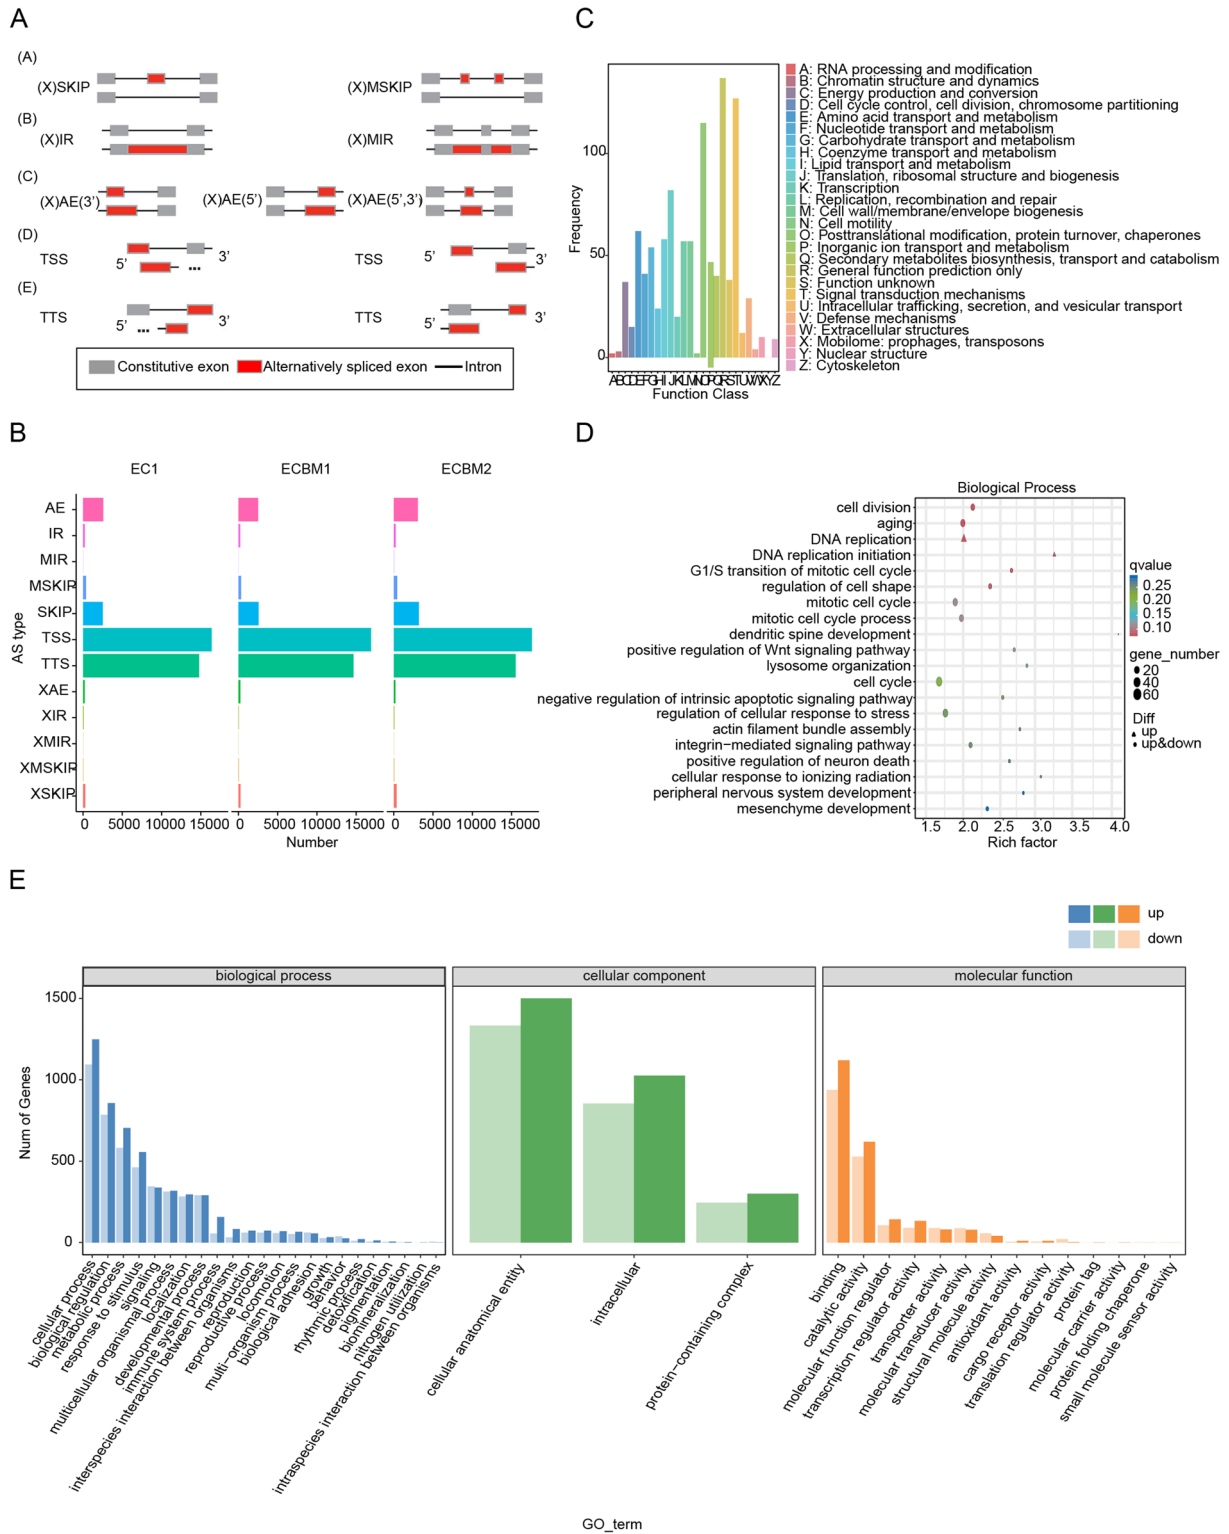 A
(A)
(X)SKIP
(X)MSKIP
(B)
(X)IR
(X)MIR
(C)
(X)AE(3’)
(X)AE(5’)
(X)AE(5’,3’)
(D)
TSS
5’
3’
...
TSS
5’
3’
(E)
TTS
5’
3’
...
TTS
5’
3’
Constitutive exon
Alternatively spliced exon
Intron
B
EC1
ECBM1
ECBM2
AS type
AE
IR
MIR
MSKIP
SKIP
TSS
TTS
XAE
XIR
XMIR
XMSKIP
XSKIP
0 5000 10000 15000
0 5000 10000 15000
0 5000 10000 15000
Number
C
Frequency
100
50
0
ABCDEFGHIJKLMNOPQRSTUVWXYZ
Function Class
A: RNA processing and modification
B: Chromatin structure and dynamics
C: Energy production and conversion
D: Cell cycle control, cell division, chromosome partitioning
E: Amino acid transport and metabolism
F: Nucleotide transport and metabolism
G: Carbohydrate transport and metabolism
H: Coenzyme transport and metabolism
I: Lipid transport and metabolism
J: Translation, ribosomal structure and biogenesis
K: Transcription
L: Replication, recombination and repair
M: Cell wall/membrane/envelope biogenesis
N: Cell motility
O: Posttranslational modification, protein turnover, chaperones
P: Inorganic ion transport and metabolism
Q: Secondary metabolites biosynthesis, transport and catabolism
R: General function prediction only
S: Function unknown
T: Signal transduction mechanisms
U: Intracellular trafficking, secretion, and vesicular transport
V: Defense mechanisms
W: Extracellular structures
X: Mobilome: prophages, transposons
Y: Nuclear structure
Z: Cytoskeleton
D
Biological Process
cell division
aging
DNA replication
DNA replication initiation
G1/S transition of mitotic cell cycle
regulation of cell shape
mitotic cell cycle
mitotic cell cycle process
dendritic spine development
positive regulation of Wnt signaling pathway
lysosome organization
cell cycle
negative regulation of intrinsic apoptotic signaling pathway
regulation of cellular response to stress
actin filament bundle assembly
integrin−mediated signaling pathway
positive regulation of neuron death
cellular response to ionizing radiation
peripheral nervous system development
mesenchyme development
1.5 2.0 2.5 3.0 3.5 4.0
Rich factor
qvalue
0.25
0.20
0.15
0.10
gene_number
20
40
60
Diff
up
up&down
E
up
down
biological process
cellular component
molecular function
Num of Genes
1500
1000
500
0
cellular process
biological regulation
metabolic process
response to stimulus
signaling
multicellular organismal process
localization
developmental process
immune system process
interspecies interaction between organisms
reproduction
reproductive process
locomotion
multi−organism process
biological adhesion
growth
behavior
rhythmic process
detoxification
pigmentation
biomineralization
nitrogen utilization
intraspecies interaction between organisms
cellular anatomical entity
intracellular
protein−containing complex
binding
catalytic activity
molecular function regulator
transcription regulator activity
transporter activity
molecular transducer activity
structural molecule activity
antioxidant activity
cargo receptor activity
translation regulator activity
protein tag
molecular carrier activity
protein folding chaperone
small molecule sensor activity
GO_term